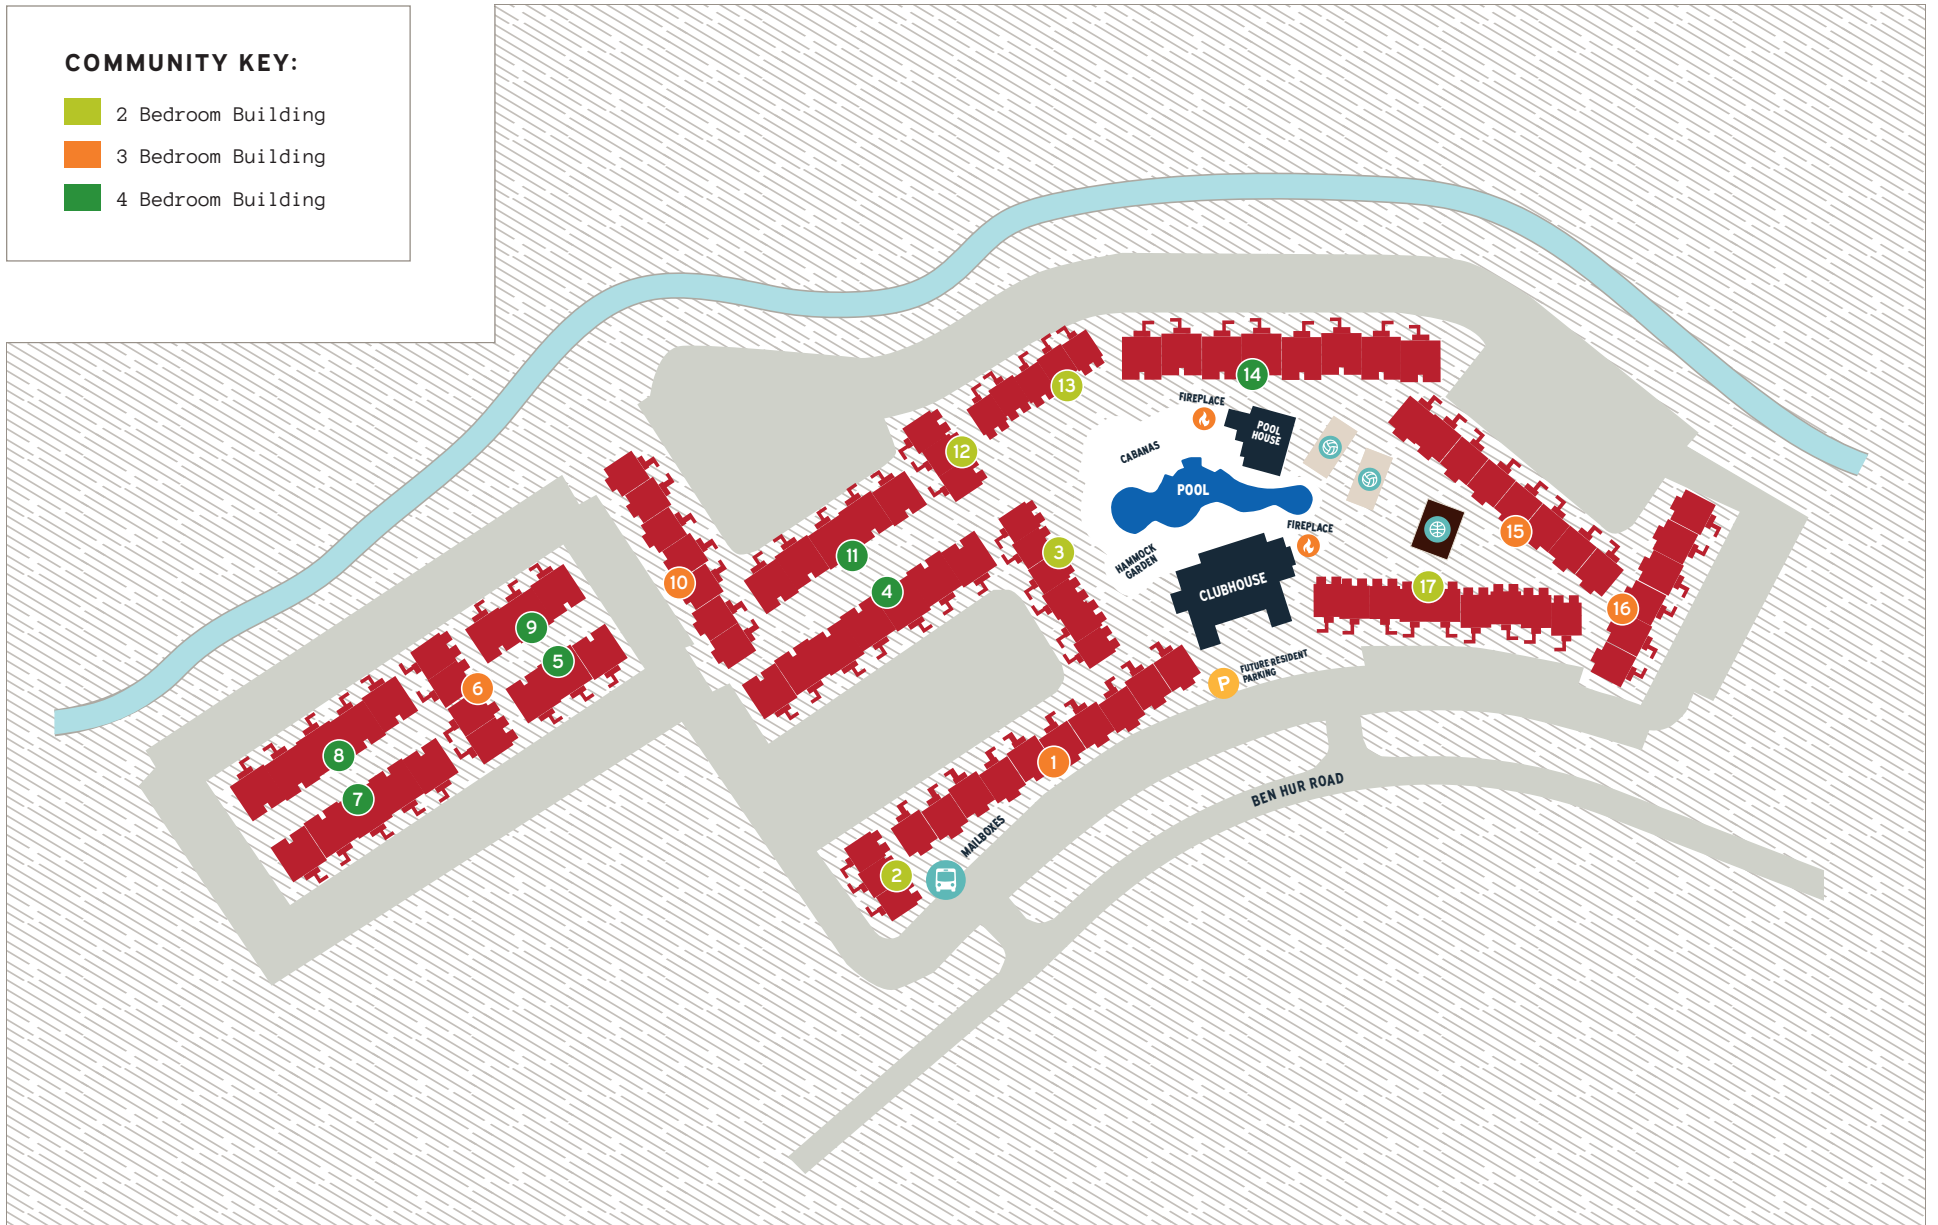 COMMUNITY KEY:
2 Bedroom Building
3 Bedroom Building
4 Bedroom Building
13
14
FIREPLACE
POOL
HOUSE
CABANAS
12
POOL
FIREPLACE
15
11
3
HAMMOCK
GARDEN
10
4
CLUBHOUSE
17
16
9
5
6
FUTURE RESIDENT
PARKING
P
8
1
7
BEN HUR ROAD
MAILBOXES
2